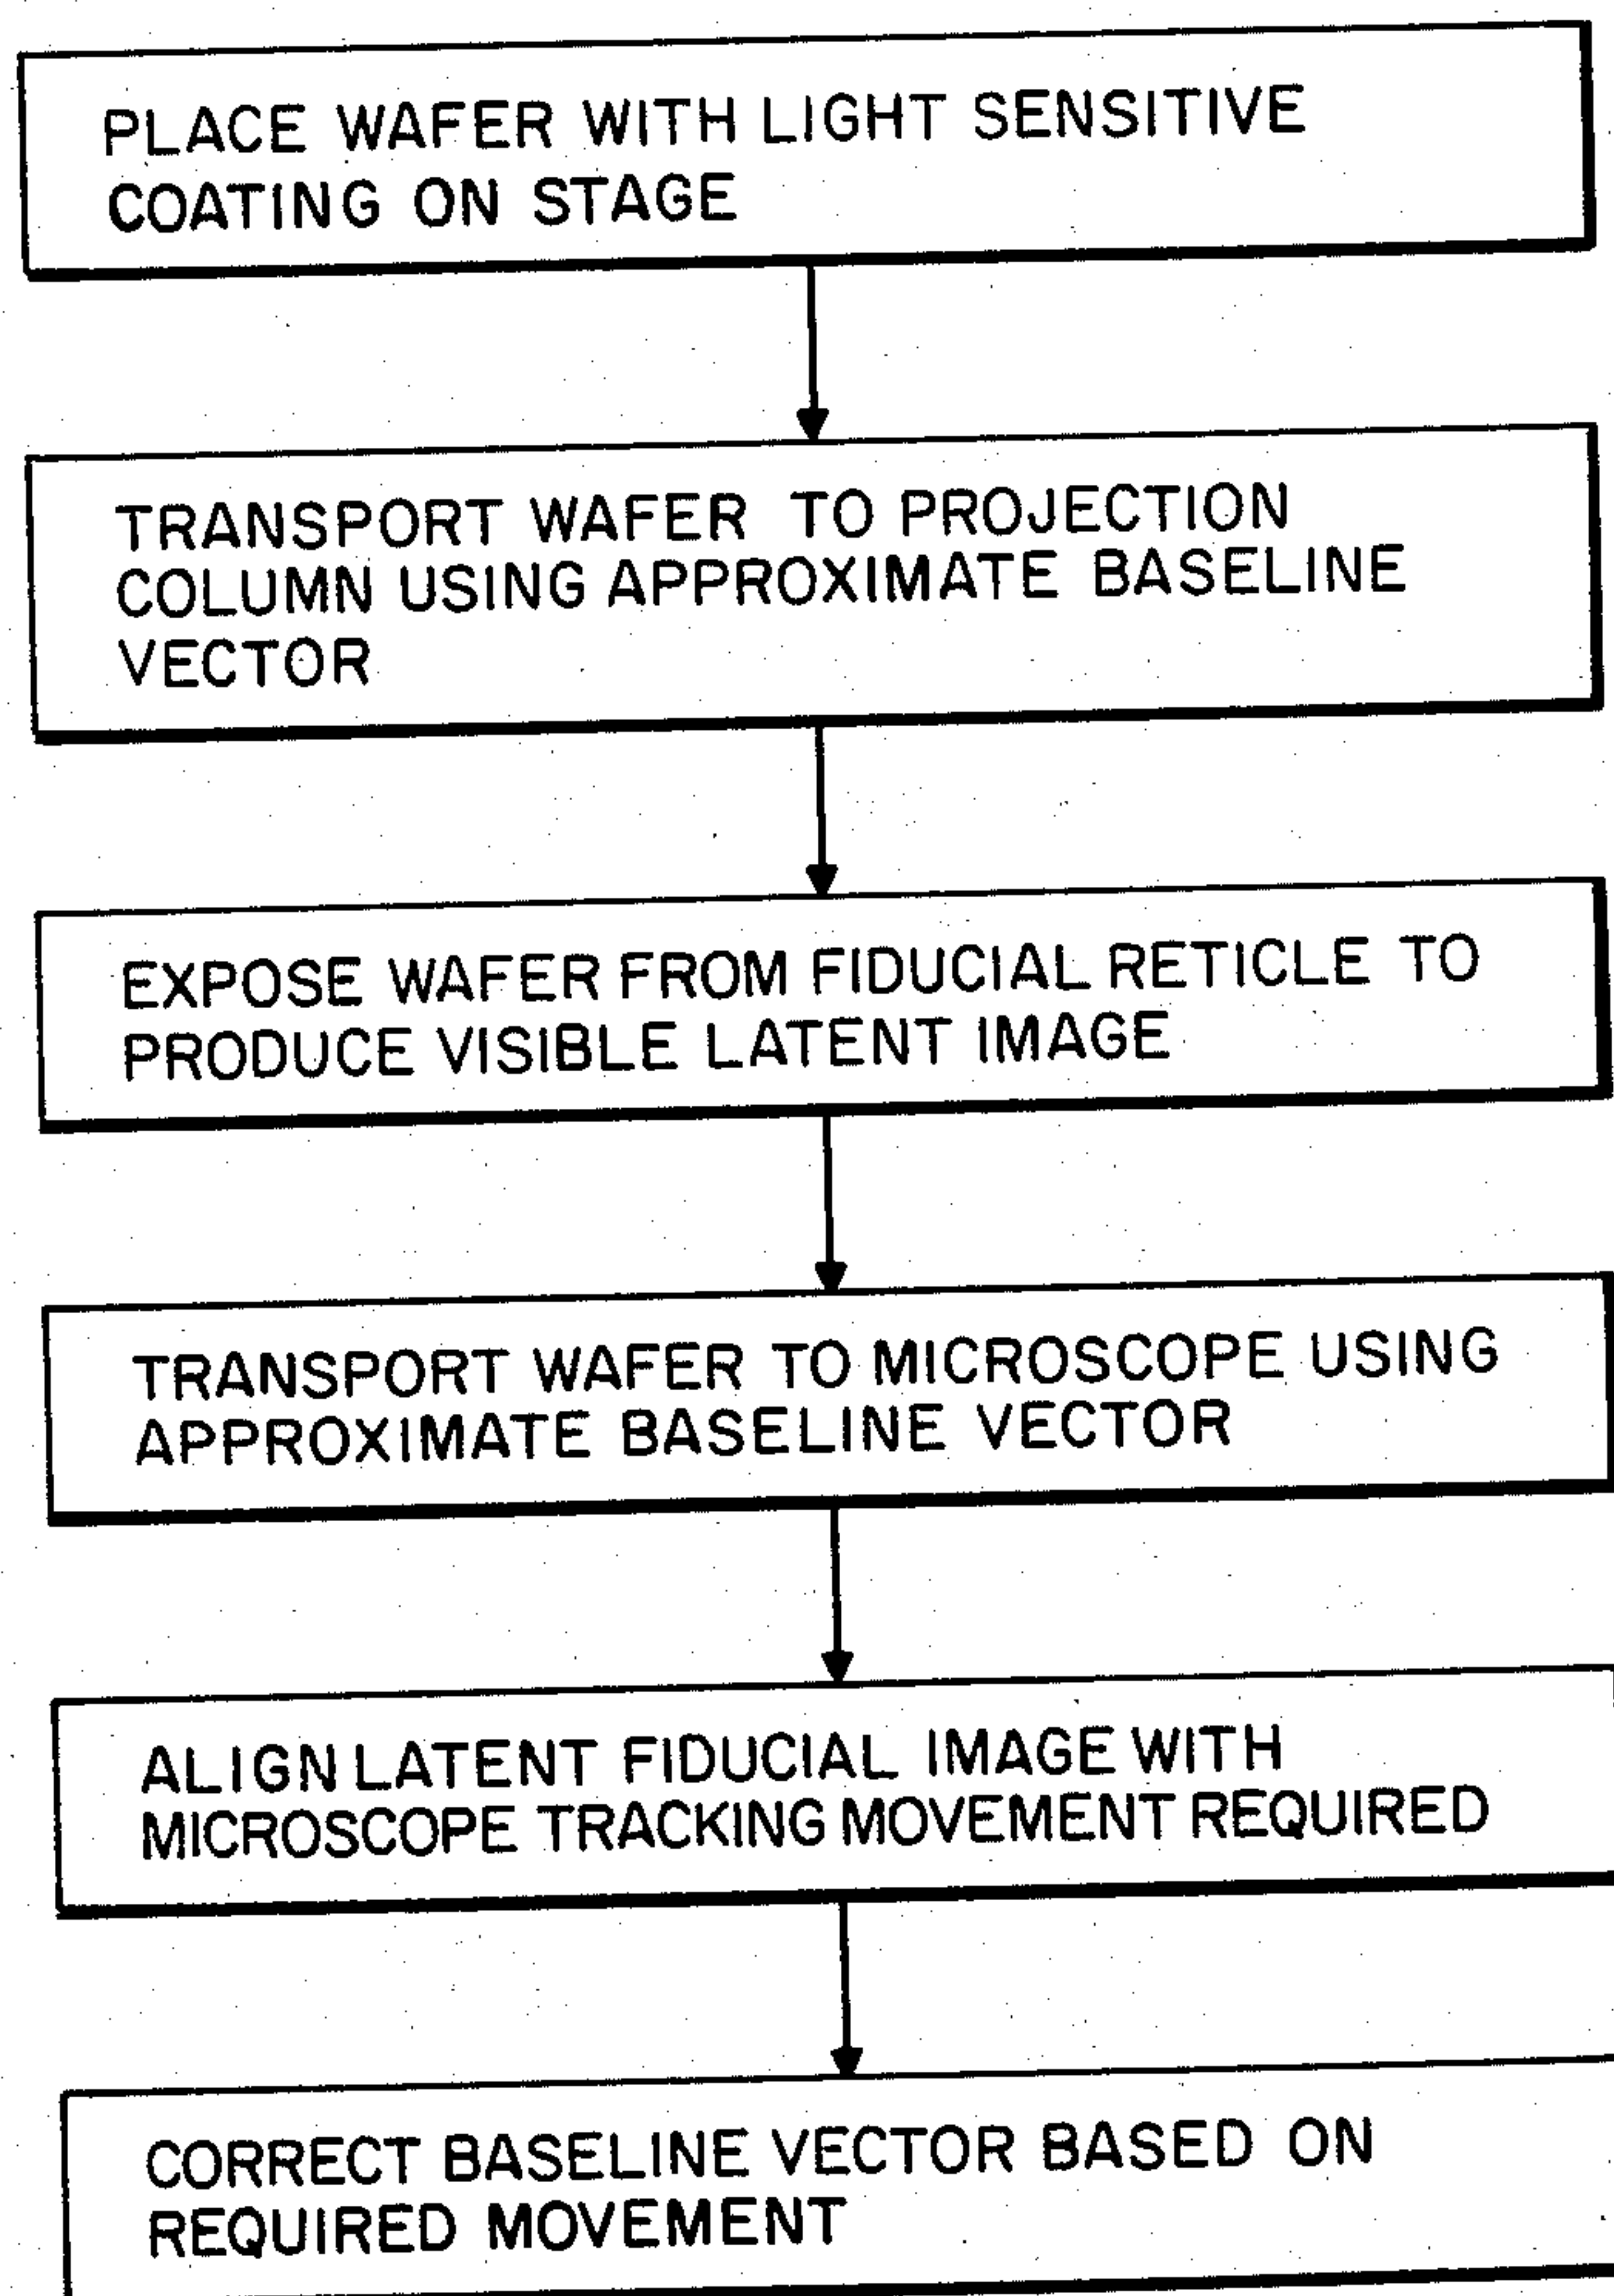 PLACE WAFER WITH LIGHT SENSITIVE
COATING ON STAGE
TRANSPORT WAFER TO PROJECTION
COLUMN USING APPROXIMATE BASELINE
VECTOR
EXPOSE WAFER FROM FIDUCIAL RETICLE TO
PRODUCE VISIBLE LATENT IMAGE
TRANSPORT WAFER TO MICROSCOPE USING
APPROXIMATE BASELINE VECTOR
ALIGN LATENT FIDUCIAL IMAGE WITH
MICROSCOPE TRACKING MOVEMENT REQUIRED
CORRECT BASELINE VECTOR BASED ON
REQUIRED MOVEMENT